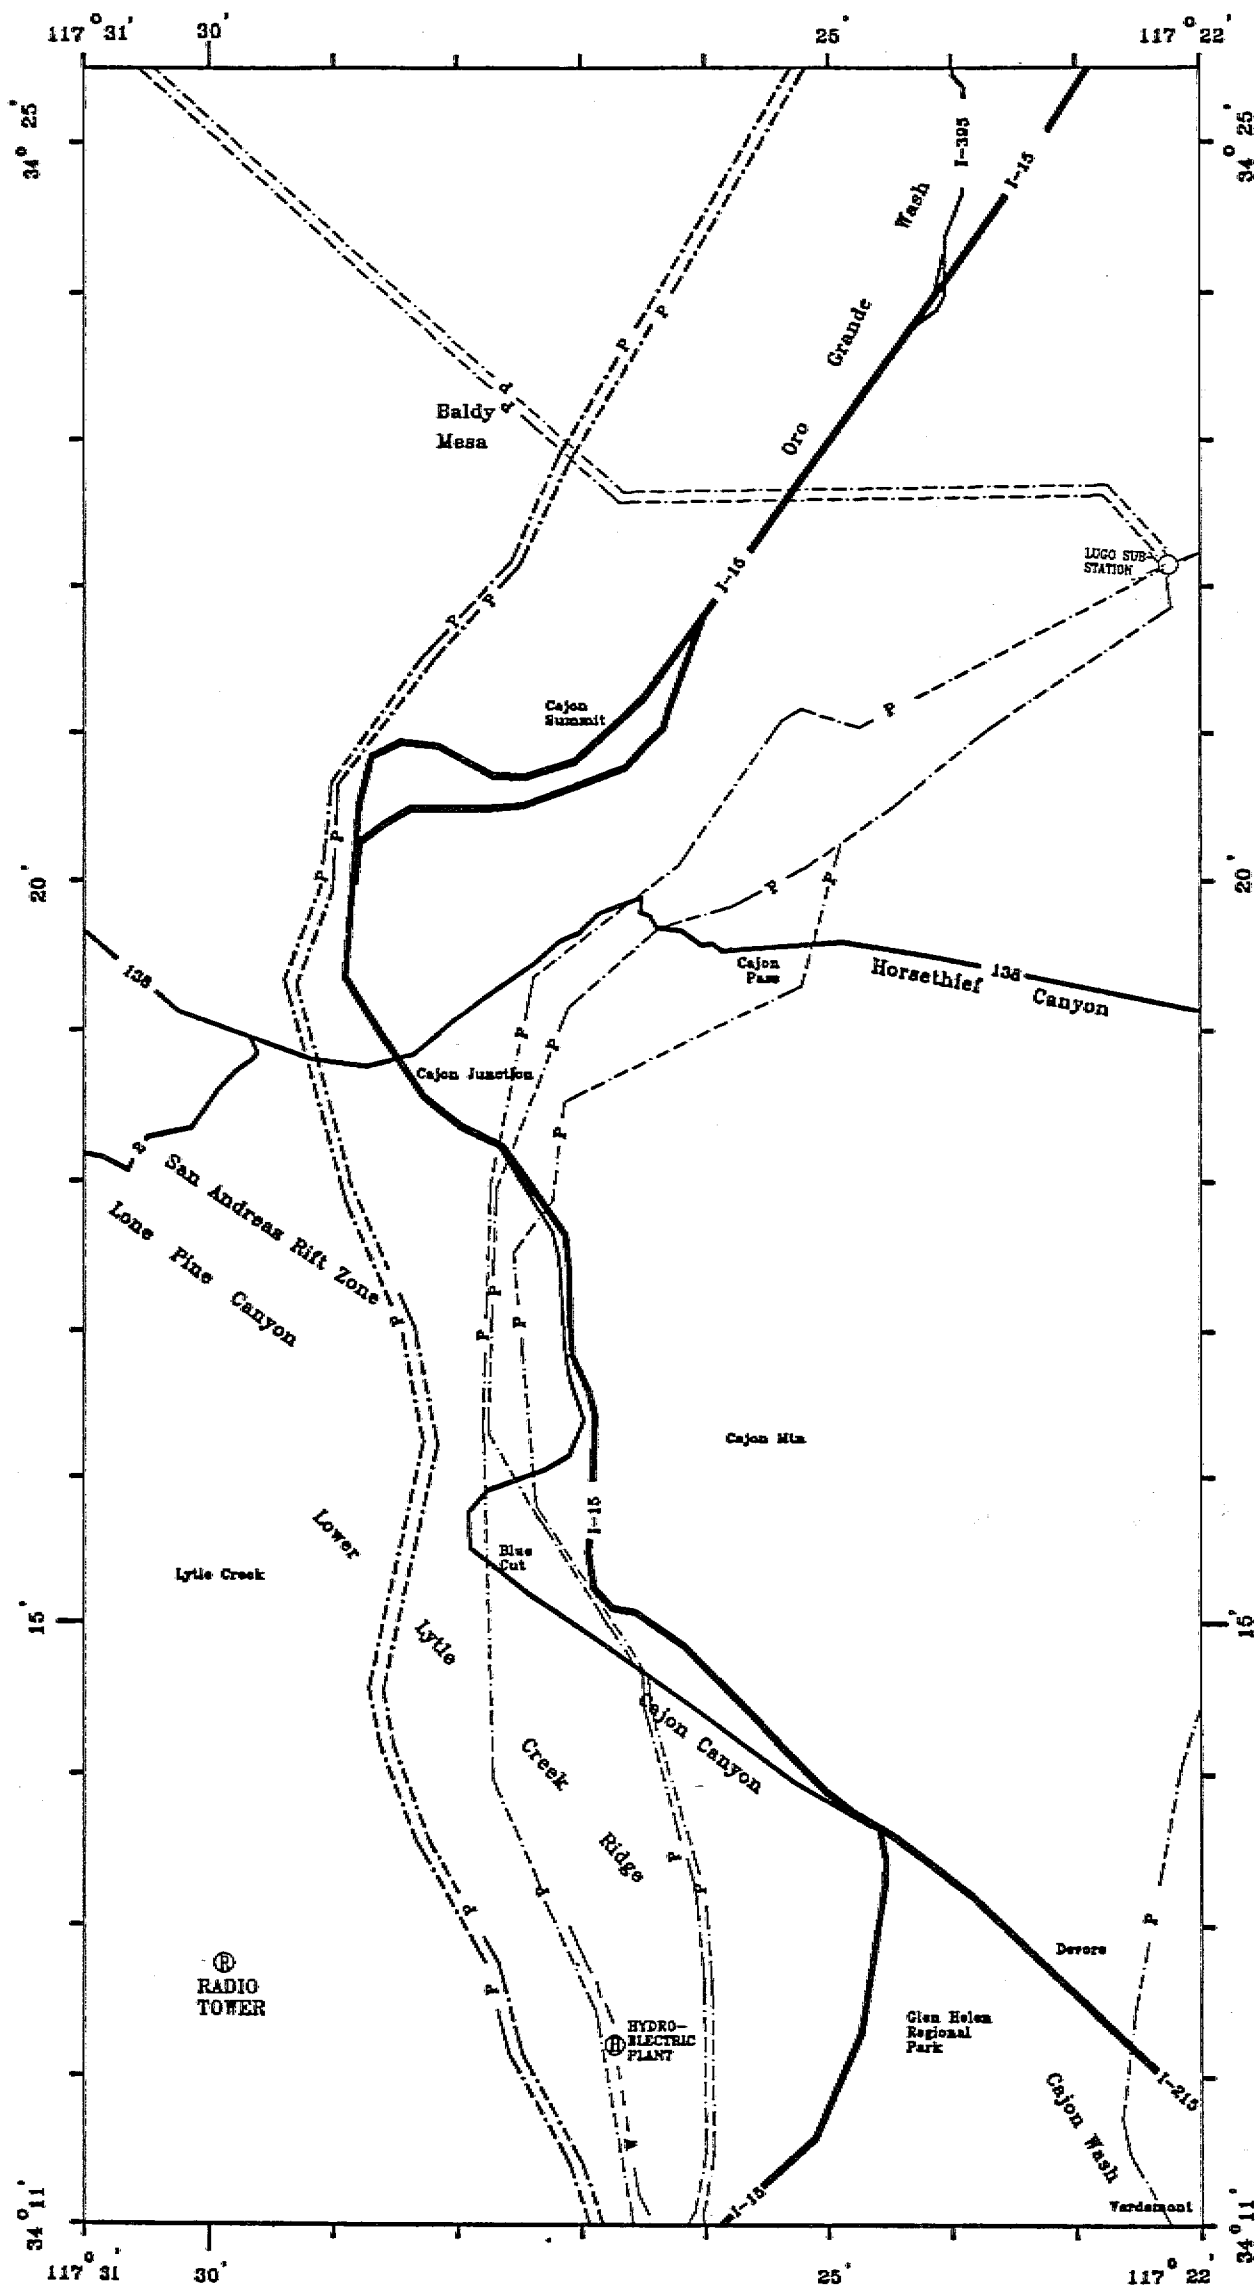 117° 31'
30'
25'
117° 22'
34° 25'
34° 25'
I-395
I-15
Wash
Grande
Oro
P
P
P
P
Baldy
Mesa
I-15
LUGO SUB-
STATION
P
P
P
Cajon
Summit
P
P
P
P
20'
20'
138
Cajon
Pass
Horsethief
138
Canyon
P
P
Cajon Junction
P
2
San Andreas Rift Zone
Lone Pine Canyon
P
P
P
P
Cajon Mtn
I-15
Lower
Blue
Cut
Lytle Creek
15'
15'
Lytle
Cajon Canyon
Creek
Ridge
P
P
P
P
P
P
Devore
R
RADIO
TOWER
Glen Helen
Regional
Park
H
HYDRO-
ELECTRIC
PLANT
I-215
Cajon Wash
A
I-15
Verdemont
34° 11'
34° 11'
117° 31'
30'
25'
117° 22'